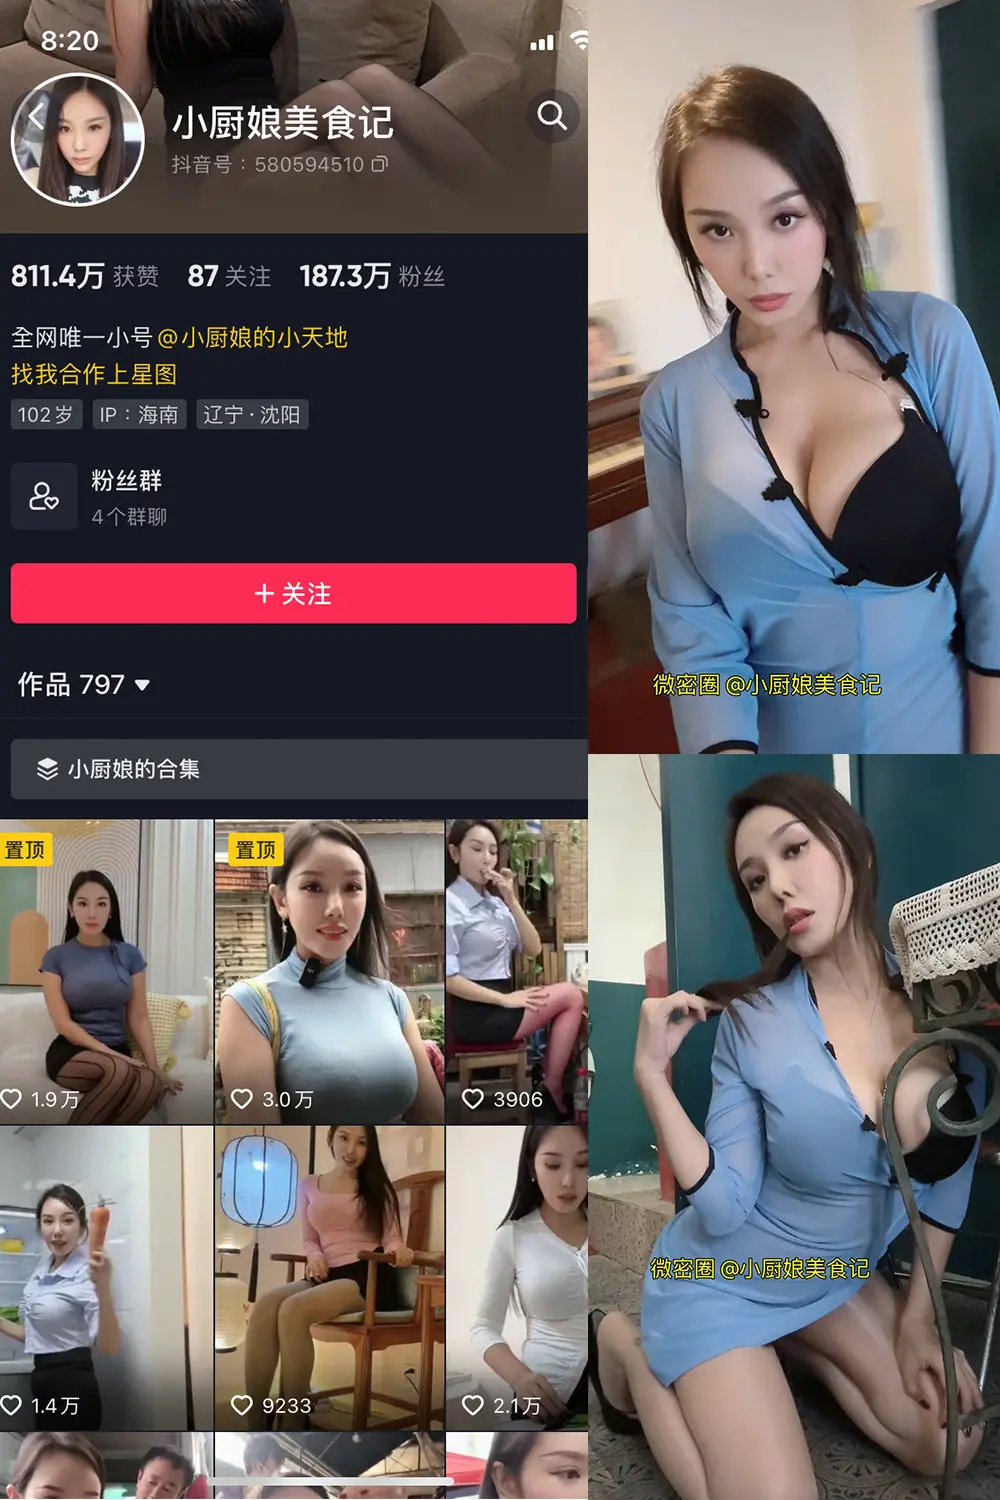 8:20
小厨娘美食记
抖音号：580594510
811.4万 获赞 87 关注 187.3万 粉丝
全网唯一小号@小厨娘的小天地
找我合作上星图
102岁 IP：海南 辽宁·沈阳
粉丝群
4个群聊
+ 关注
作品 797
小厨娘的合集
置顶 置顶
1.9万 3.0万 3906
1.4万 9233 2.1万
微密圈 @小厨娘美食记
微密圈 @小厨娘美食记